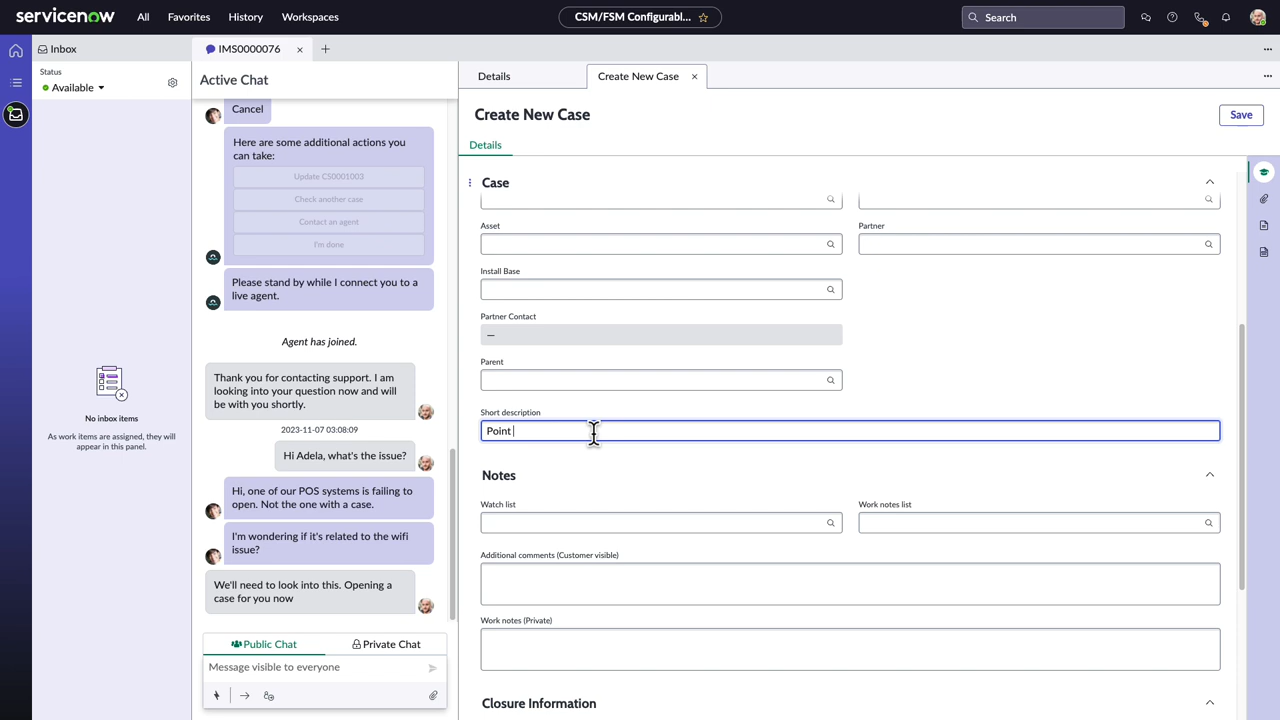 servicenow
All
Favorites
History
Workspaces
CSM/FSM Configurabl...
Search
Inbox
IMS0000076
Status
Available
No inbox items
As work items are assigned, they will
appear in this panel.
Active Chat
Cancel
Here are some additional actions you
can take:
Update CS0001003
Check another case
Contact an agent
I'm done
Please stand by while I connect you to a
live agent.
Agent has joined.
Thank you for contacting support. I am
looking into your question now and will
be with you shortly.
2023-11-07 03:08:09
Hi Adela, what's the issue?
Hi, one of our POS systems is failing to
open. Not the one with a case.
I'm wondering if it's related to the wifi
issue?
We'll need to look into this. Opening a
case for you now
Public Chat
Private Chat
Message visible to everyone
Details
Create New Case
Create New Case
Save
Details
Case
Asset
Partner
Install Base
Partner Contact
—
Parent
Short description
Point
Notes
Watch list
Work notes list
Additional comments (Customer visible)
Work notes (Private)
Closure Information